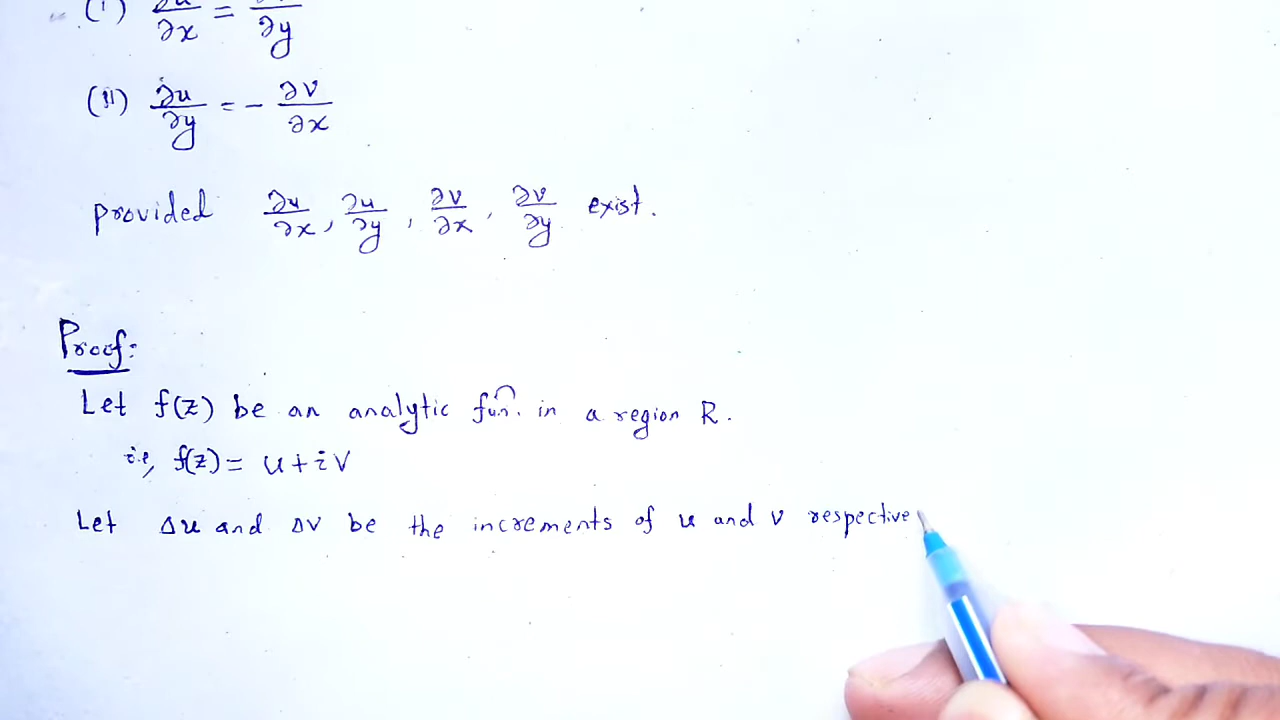 (i) ∂u/∂x = ∂/∂y
(ii) ∂u/∂y = - ∂v/∂x
provided ∂u/∂x, ∂u/∂y, ∂v/∂x, ∂v/∂y exist.
Proof:
Let f(z) be an analytic fun. in a region R.
i.e, f(z) = u + iv
Let Δu and Δv be the increments of u and v respective